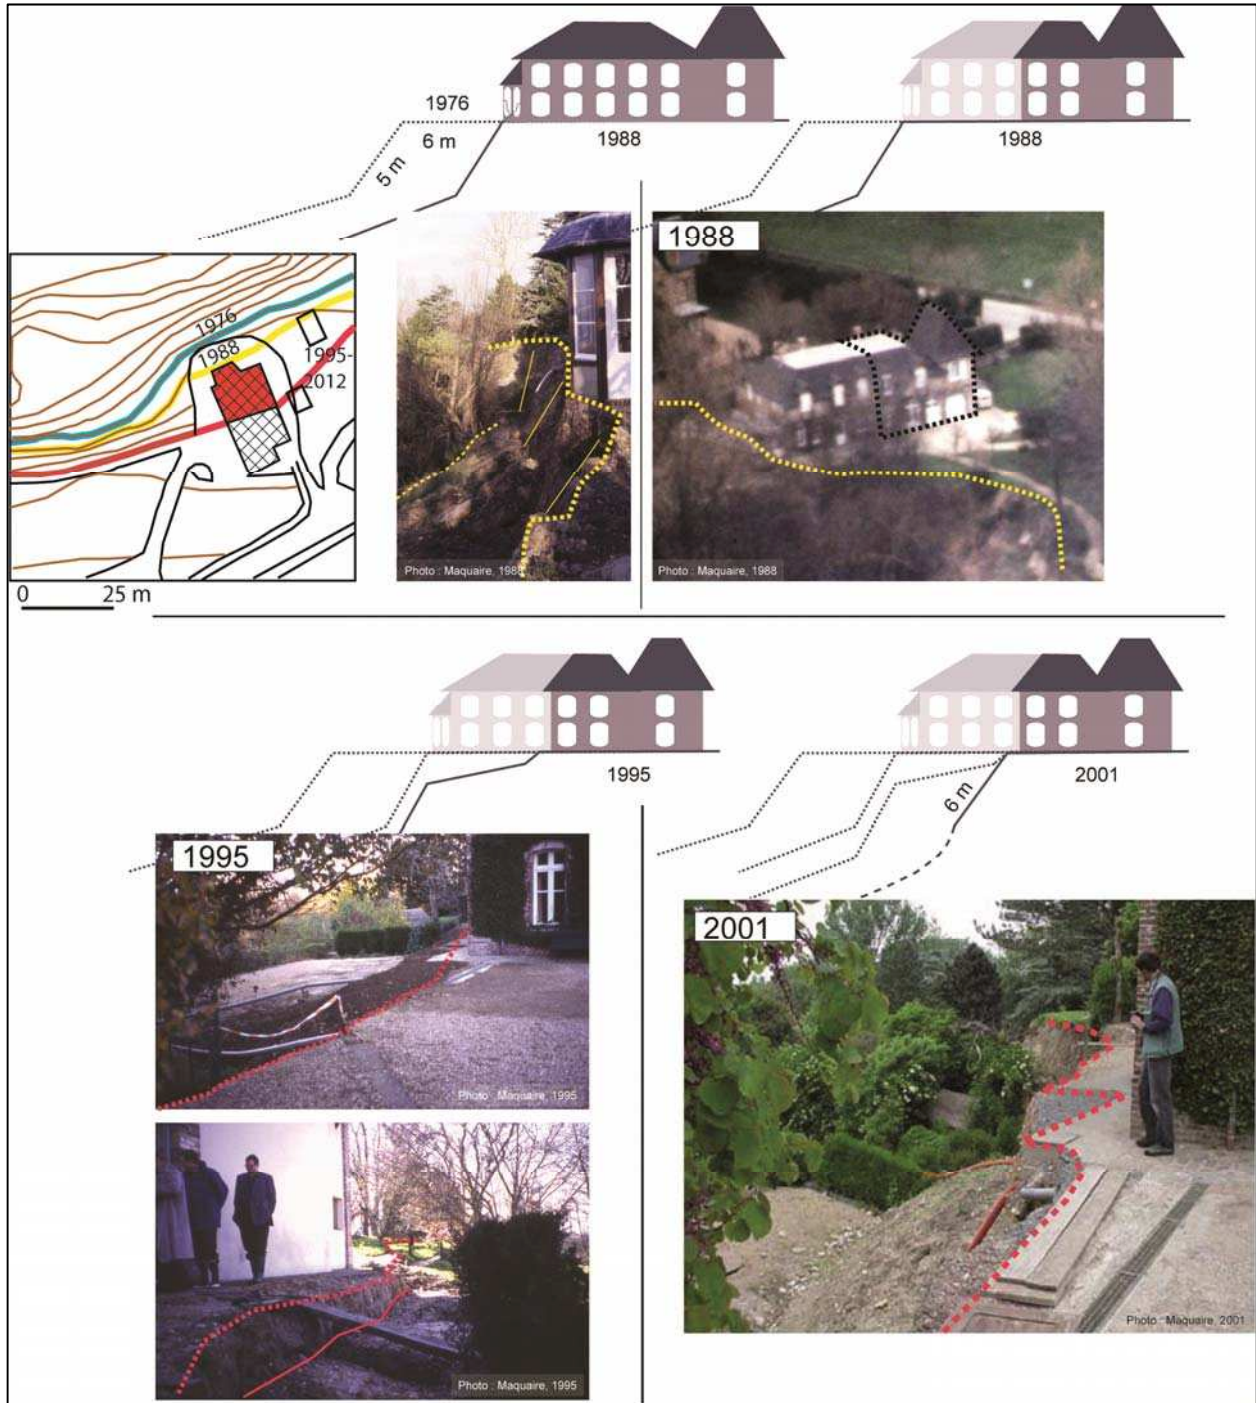 1976
6 m
5 m
1988
1988
1976
1988
1995-
2012
0 25 m
Photo : Maquaire, 1988
1988
Photo : Maquaire, 1988
1995
2001
6 m
1995
Photo : Maquaire, 1995
Photo : Maquaire, 1995
2001
Photo : Maquaire, 2001